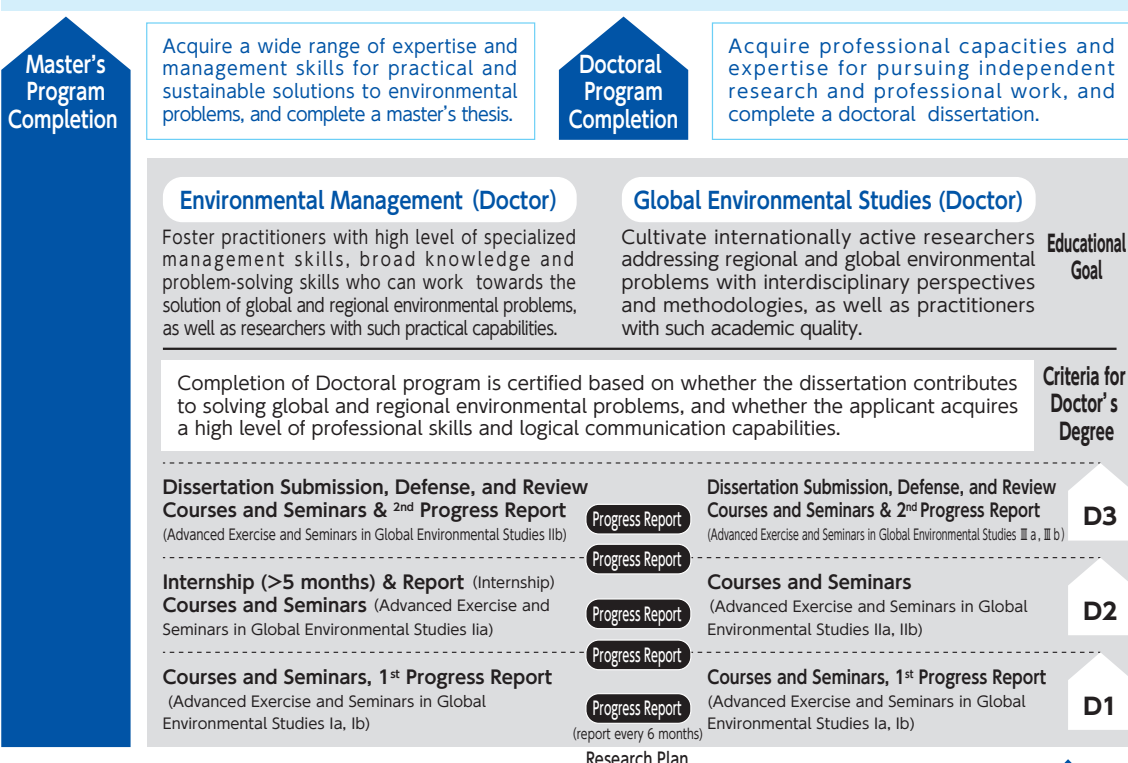 Master's
Program
Completion
Acquire a wide range of expertise and
management skills for practical and
sustainable solutions to environmental
problems, and complete a master's thesis.
Doctoral
Program
Completion
Acquire professional capacities and
expertise for pursuing independent
research and professional work, and
complete a doctoral dissertation.
Environmental Management (Doctor)
Foster practitioners with high level of specialized
management skills, broad knowledge and
problem-solving skills who can work towards the
solution of global and regional environmental problems,
as well as researchers with such practical capabilities.
Global Environmental Studies (Doctor)
Cultivate internationally active researchers
addressing regional and global environmental
problems with interdisciplinary perspectives
and methodologies, as well as practitioners
with such academic quality.
Educational
Goal
Completion of Doctoral program is certified based on whether the dissertation contributes
to solving global and regional environmental problems, and whether the applicant acquires
a high level of professional skills and logical communication capabilities.
Criteria for
Doctor's
Degree
Dissertation Submission, Defense, and Review
Courses and Seminars & 2nd Progress Report
(Advanced Exercise and Seminars in Global Environmental Studies IIb)
Progress Report
Dissertation Submission, Defense, and Review
Courses and Seminars & 2nd Progress Report
(Advanced Exercise and Seminars in Global Environmental Studies Ⅲ a , Ⅲ b )
D3
Progress Report
Internship (>5 months) & Report (Internship)
Courses and Seminars (Advanced Exercise and
Seminars in Global Environmental Studies Iia)
Progress Report
Courses and Seminars
(Advanced Exercise and Seminars in Global
Environmental Studies IIa, IIb)
D2
Progress Report
Courses and Seminars, 1st Progress Report
(Advanced Exercise and Seminars in Global
Environmental Studies Ia, Ib)
Progress Report
(report every 6 months)
Courses and Seminars, 1st Progress Report
(Advanced Exercise and Seminars in Global
Environmental Studies Ia, Ib)
D1
Research Plan